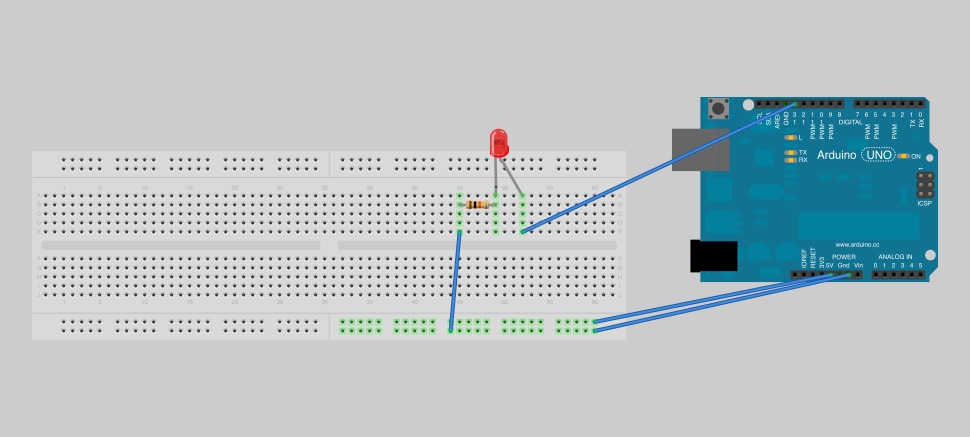 DIGITAL
AREF
GND
13
12
PWM 11
PWM 10
PWM 9
8
7
PWM 6
PWM 5
4
PWM 3
2
TX 1
RX 0
L
TX
RX
Arduino UNO
ON
ICSP
www.arduino.cc
POWER
ANALOG IN
IOREF
RESET
3V3
5V Gnd Vin
0 1 2 3 4 5